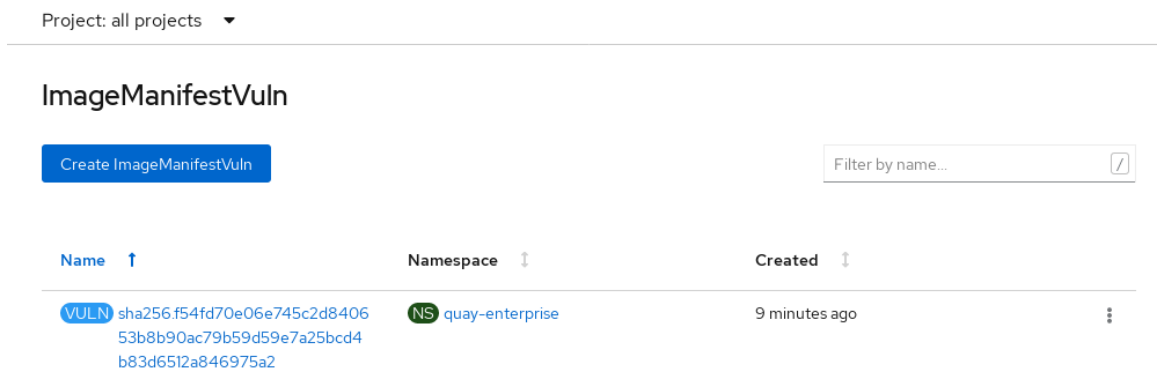 Project: all projects
ImageManifestVuln
Create ImageManifestVuln
Filter by name...
/
Name Namespace Created
VULN sha256.f54fd70e06e745c2d8406 NS quay-enterprise 9 minutes ago
53b8b90ac79b59d59e7a25bcd4
b83d6512a846975a2